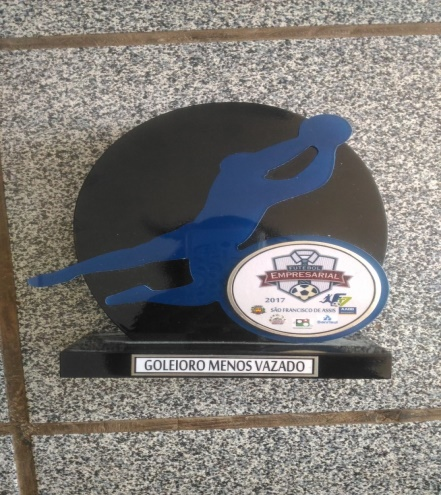 FUTEBOL
EMPRESARIAL
2017
SÃO FRANCISCO DE ASSIS
GOLEIORO MENOS VAZADO